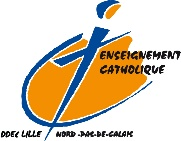 ENSEIGNEMENT
CATHOLIQUE
DDEC LILLE NORD-PAS-DE-CALAIS